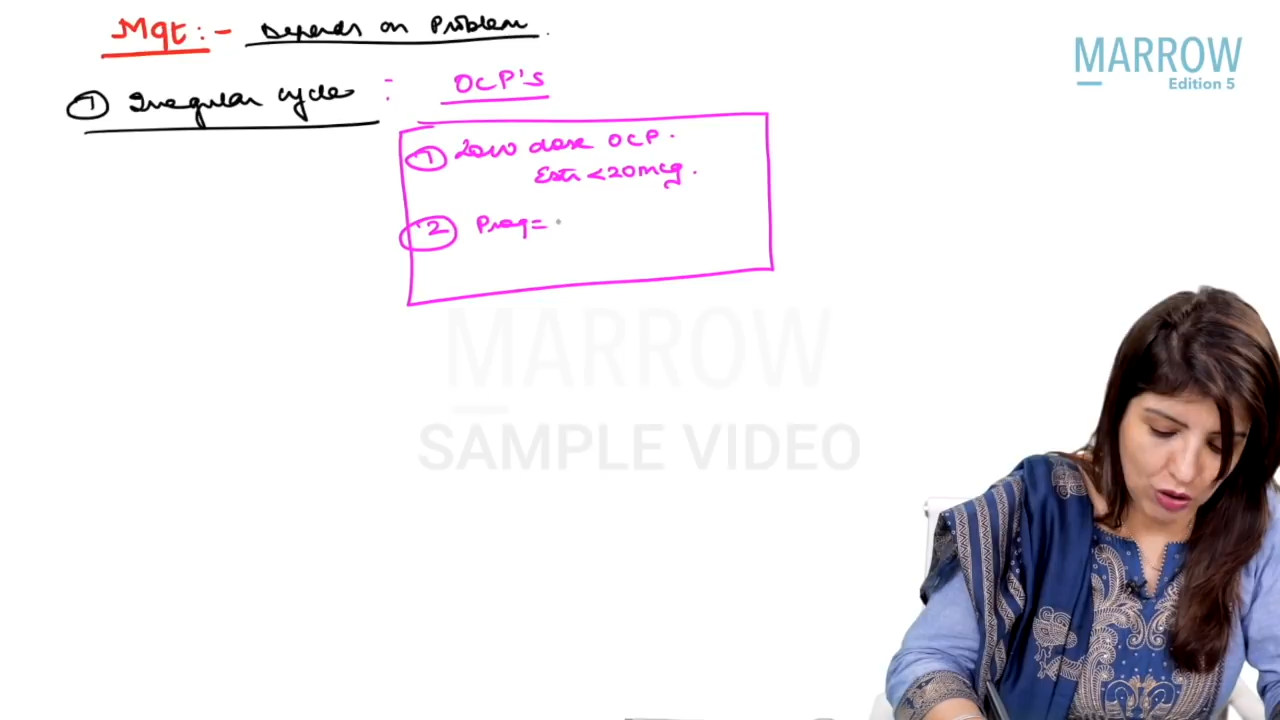 Mgt:- Depends on Problem.
① Irregular cycles : OCP'S
① Low dose OCP.
Estr <20mcg.
② Prog=
MARROW
Edition 5
MARROW
SAMPLE VIDEO